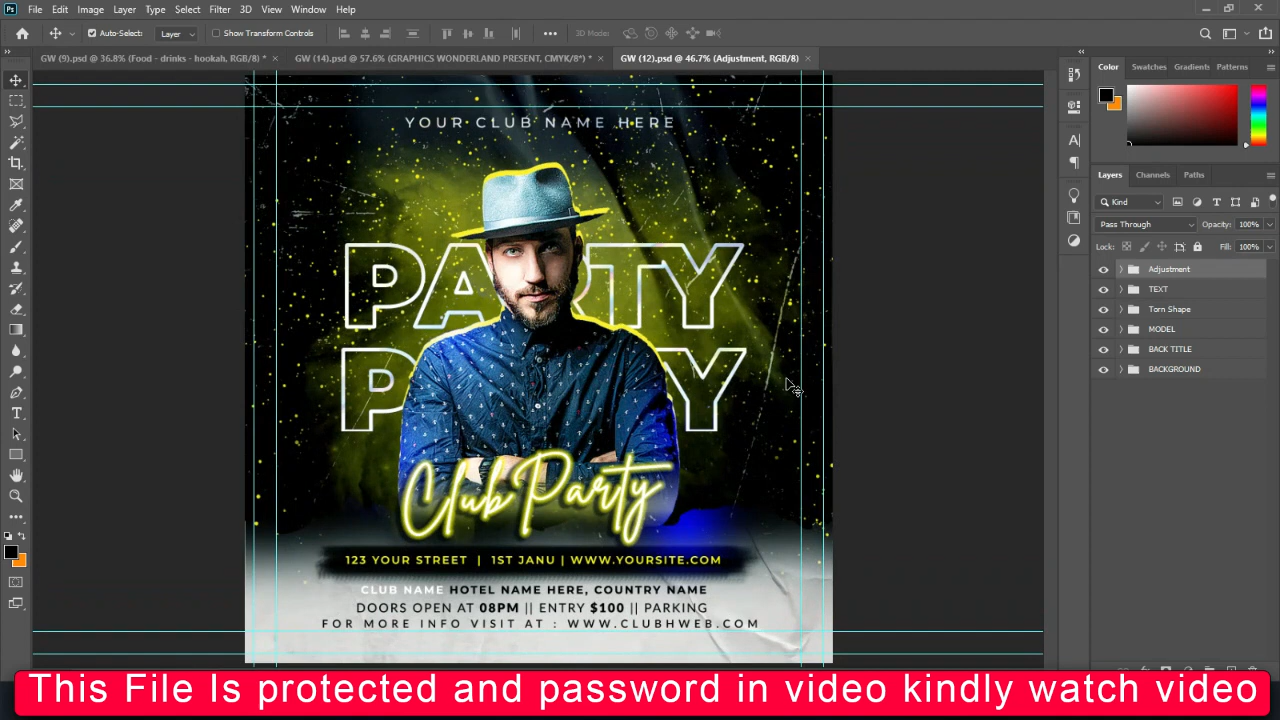 Ps File Edit Image Layer Type Select Filter 3D View Window Help
Auto-Select: Layer Show Transform Controls 3D Mode:
GW (9).psd @ 36.8% (Food - drinks - hookah, RGB/8) * × GW (14).psd @ 57.6% (GRAPHICS WONDERLAND PRESENT, CMYK/8*) * × GW (12).psd @ 46.7% (Adjustment, RGB/8) ×
YOUR CLUB NAME HERE
PARTY
P Y
Club Party
123 YOUR STREET | 1ST JANU | WWW.YOURSITE.COM
CLUB NAME HOTEL NAME HERE, COUNTRY NAME
DOORS OPEN AT 08PM || ENTRY $100 || PARKING
FOR MORE INFO VISIT AT : WWW.CLUBHWEB.COM
Color Swatches Gradients Patterns
Layers Channels Paths
Kind
Pass Through Opacity: 100%
Lock: Fill: 100%
Adjustment
TEXT
Torn Shape
MODEL
BACK TITLE
BACKGROUND
This File Is protected and password in video kindly watch video